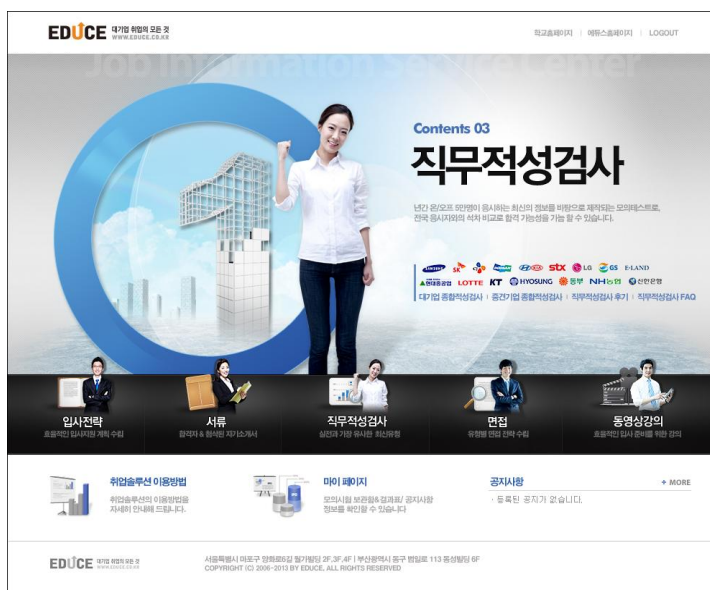 EDUCE 대기업 취업의 모든 것
WWW.EDUCE.CO.KR
학교홈페이지 | 에듀스홈페이지 | LOGOUT
Job Information Service Center
Contents 03
직무적성검사
년간 온/오프 5만명이 응시하는 최신의 정보를 바탕으로 제작되는 모의테스트로,
전국 응시자와의 석차 비교로 합격 가능성을 가늠 할 수 있습니다.
SAMSUNG SK CJ DOOSAN STX LG GS E·LAND
현대중공업 LOTTE KT HYOSUNG 동부 NH농협 신한은행
대기업 종합적성검사 | 중견기업 종합적성검사 | 직무적성검사 후기 | 직무적성검사 FAQ
입사전략
효율적인 입사지원 계획 수립
서류
합격자 & 첨삭된 자기소개서
직무적성검사
실전과 가장 유사한 최신유형
면접
유형별 면접 전략 수립
동영상강의
효율적인 입사 준비를 위한 강의
취업솔루션 이용방법
취업솔루션의 이용방법을
자세히 안내해 드립니다.
마이 페이지
모의시험 보관함&결과표/ 공지사항
정보를 확인할 수 있습니다
공지사항
+ MORE
· 등록된 공지가 없습니다.
EDUCE 대기업 취업의 모든 것
WWW.EDUCE.CO.KR
서울특별시 마포구 양화로6길 월가빌딩 2F,3F,4F | 부산광역시 동구 범일로 113 동성빌딩 6F
COPYRIGHT (C) 2006-2013 BY EDUCE. ALL RIGHTS RESERVED